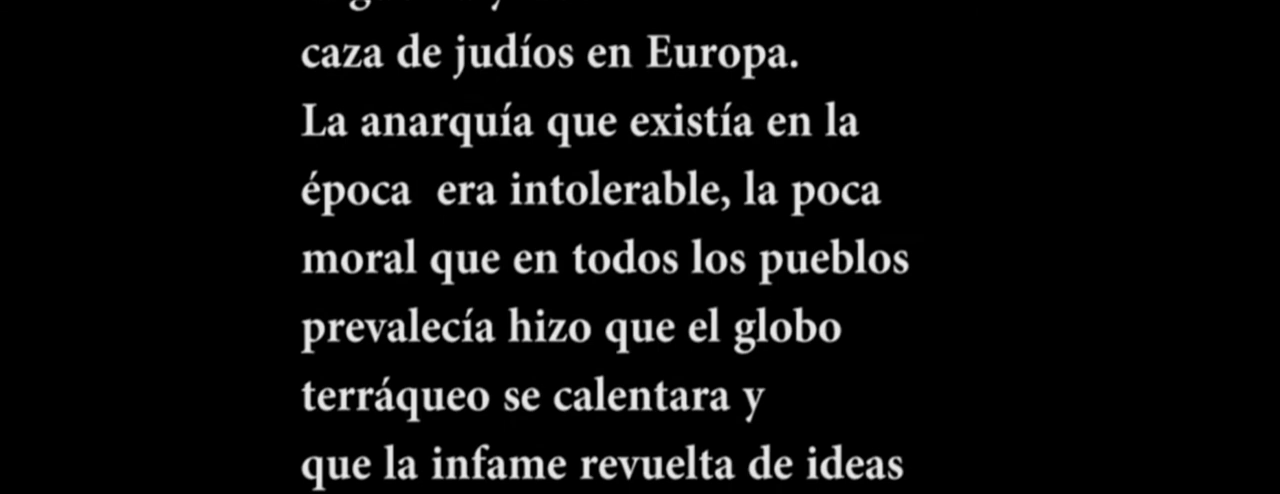 caza de judíos en Europa.
La anarquía que existía en la
época  era intolerable, la poca
moral que en todos los pueblos
prevalecía hizo que el globo
terráqueo se calentara y
que la infame revuelta de ideas